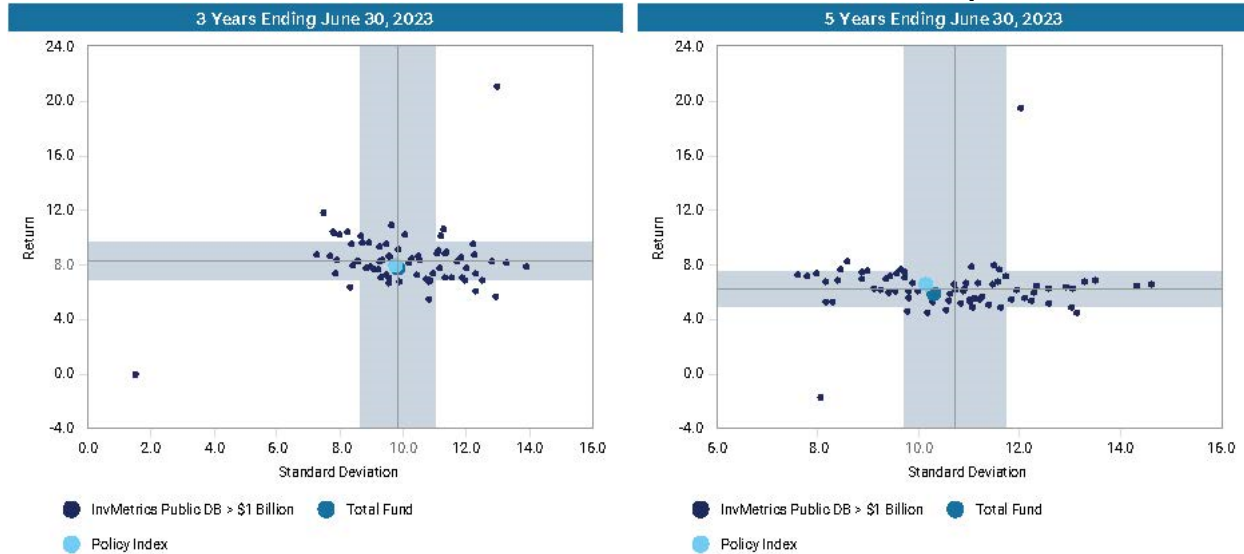 3 Years Ending June 30, 2023
24.0
20.0
16.0
12.0
8.0
4.0
0.0
-4.0
Return
0.0 2.0 4.0 6.0 8.0 10.0 12.0 14.0 16.0
Standard Deviation
InvMetrics Public DB > $1 Billion Total Fund
Policy Index
5 Years Ending June 30, 2023
24.0
20.0
16.0
12.0
8.0
4.0
0.0
-4.0
Return
6.0 8.0 10.0 12.0 14.0 16.0
Standard Deviation
InvMetrics Public DB > $1 Billion Total Fund
Policy Index